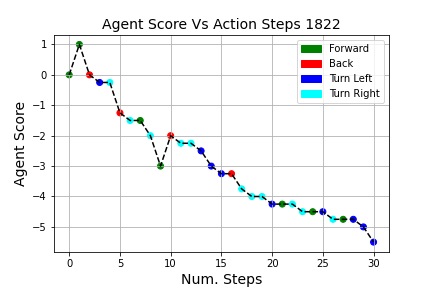 Agent Score Vs Action Steps 1822
1
0
−1
−2
−3
−4
−5
Agent Score
Forward
Back
Turn Left
Turn Right
0 5 10 15 20 25 30
Num. Steps